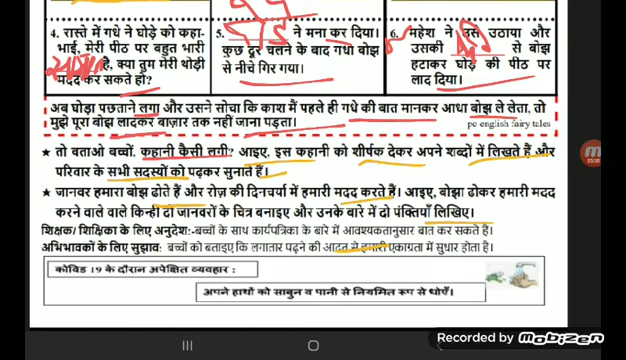 4. रास्ते में गधे ने घोड़े को कहा-
भाई, मेरी पीठ पर बहुत भारी
है. क्या तुम मेरी थोड़ी
मदद कर सकते हो?
5. ने मना कर दिया।
कुछ दूर चलने के बाद गधा बोझ
से नीचे गिर गया।
6. महेश ने उसे उठाया और
उसकी से बोझ
हटाकर घोड़े की पीठ पर
लाद दिया।
अब घोड़ा पछताने लगा और उसने सोचा कि काश मैं पहले ही गधे की बात मानकर आधा बोझ ले लेता, तो
मुझे पूरा बोझ लादकर बाज़ार तक नहीं जाना पड़ता।
pc english fairy tales
★ तो बताओ बच्चों. कहानी कैसी लगी? आइए, इस कहानी को शीर्षक देकर अपने शब्दों में लिखते हैं और
परिवार के सभी सदस्यों को पढ़कर सुनाते हैं।
★ जानवर हमारा बोझ ढोते हैं और रोज़ की दिनचर्या में हमारी मदद करते हैं। आइए, बोझा ढोकर हमारी मदद
करने वाले वाले किन्ही दो जानवरों के चित्र बनाइए और उनके बारे में दो पंक्तियाँ लिखिए।
शिक्षक/ शिक्षिका के लिए अनुदेश:-बच्चों के साथ कार्यपत्रिका के बारे में आवश्यकतानुसार बात कर सकते हैं।
अभिभावकों के लिए सुझाव: बच्चों को बताइए कि लगातार पढ़ने की आदत से हमारी एकाग्रता में सुधार होता है।
कोविड 19 के दौरान अपेक्षित व्यवहार :
अपने हाथों को साबुन व पानी से नियमित रूप से धोएँ।
Recorded by mobizen